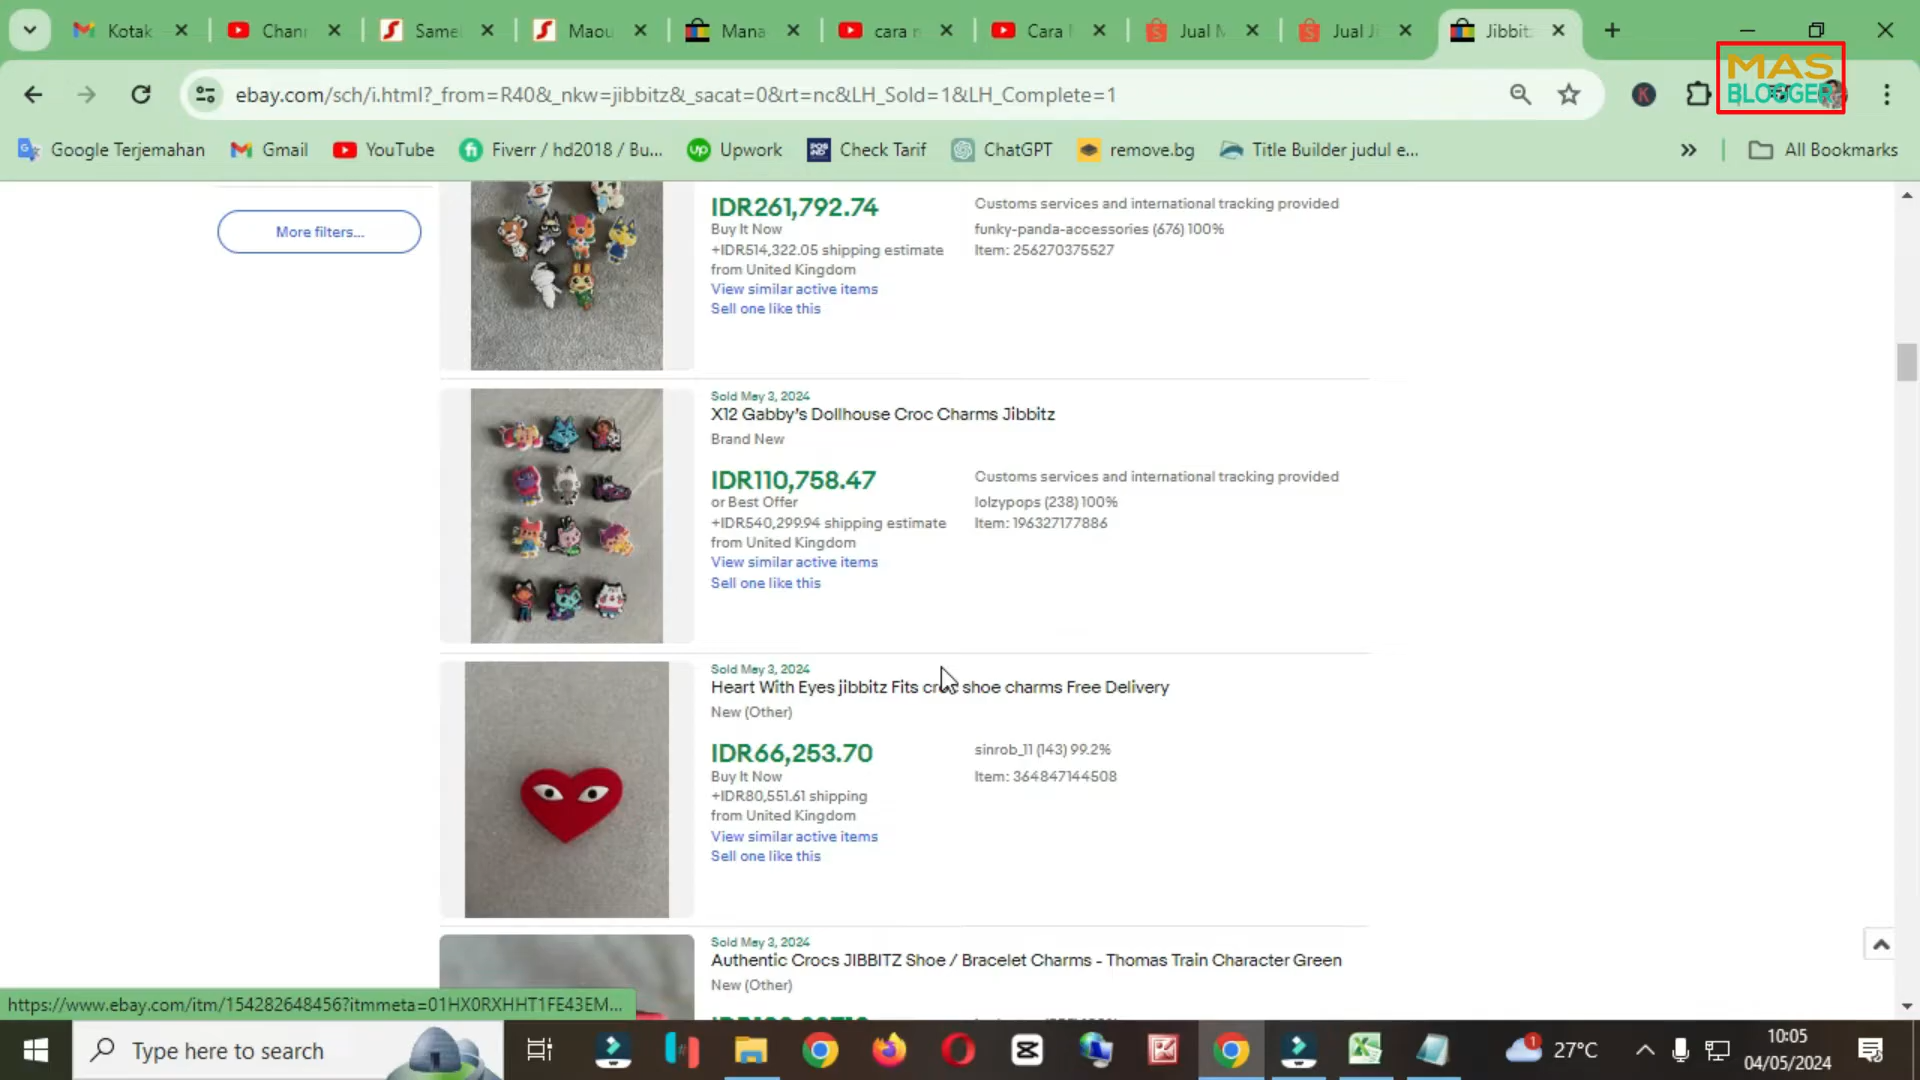 Kotak
Chan
Same
Maou
Mana
cara
Cara
Jual
Jual
Jibbit
ebay.com/sch/i.html?_from=R40&_nkw=jibbitz&_sacat=0&rt=nc&LH_Sold=1&LH_Complete=1
K
MAS
BLOGGER
Google Terjemahan
Gmail
YouTube
Fiverr / hd2018 / Bu...
Upwork
Check Tarif
ChatGPT
remove.bg
Title Builder judul e...
All Bookmarks
More filters...
IDR261,792.74
Buy It Now
+IDR514,322.05 shipping estimate
from United Kingdom
View similar active items
Sell one like this
Customs services and international tracking provided
funky-panda-accessories (676) 100%
Item: 256270375527
Sold May 3, 2024
X12 Gabby's Dollhouse Croc Charms Jibbitz
Brand New
IDR110,758.47
or Best Offer
+IDR540,299.94 shipping estimate
from United Kingdom
View similar active items
Sell one like this
Customs services and international tracking provided
lolzypops (238) 100%
Item: 196327177886
Sold May 3, 2024
Heart With Eyes jibbitz Fits croc shoe charms Free Delivery
New (Other)
IDR66,253.70
Buy It Now
+IDR80,551.61 shipping
from United Kingdom
View similar active items
Sell one like this
sinrob_11 (143) 99.2%
Item: 364847144508
Sold May 3, 2024
Authentic Crocs JIBBITZ Shoe / Bracelet Charms - Thomas Train Character Green
New (Other)
https://www.ebay.com/itm/154282648456?itmmeta=01HX0RXHHT1FE43EM...
Type here to search
1
27°C
10:05
04/05/2024